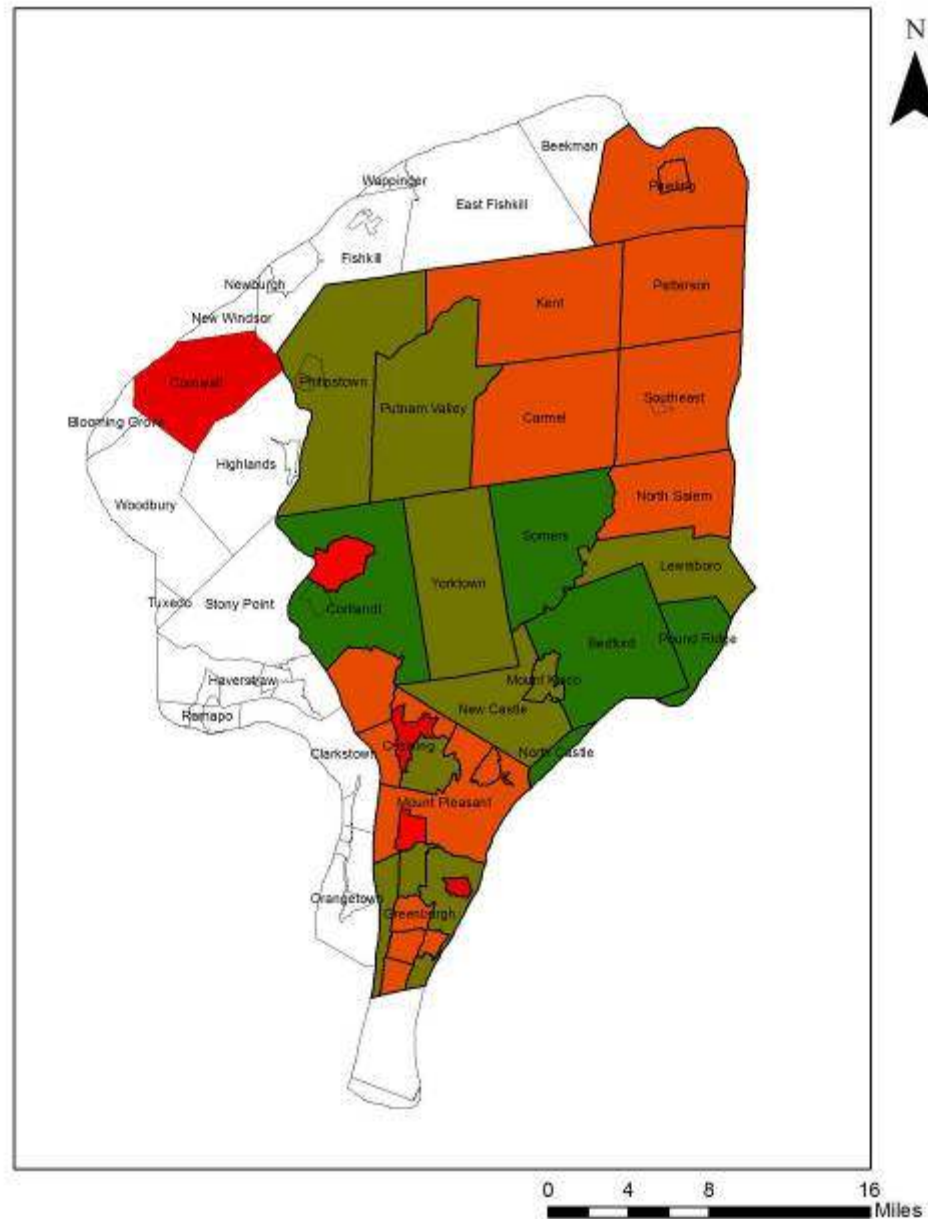 N
Beekman
Wappinger
Pawling
East Fishkill
Fishkill
Newburgh
Patterson
Kent
New Windsor
Cornwall
Philipstown
Southeast
Putnam Valley
Carmel
Blooming Grove
Highlands
North Salem
Woodbury
Somers
Lewisboro
Yorktown
Tuxedo
Stony Point
Cortlandt
Bedford
Pound Ridge
Mount Kisco
Haverstraw
New Castle
Ramapo
Clarkstown
Ossining
North Castle
Mount Pleasant
Orangetown
Greenburgh
0 4 8 16
Miles